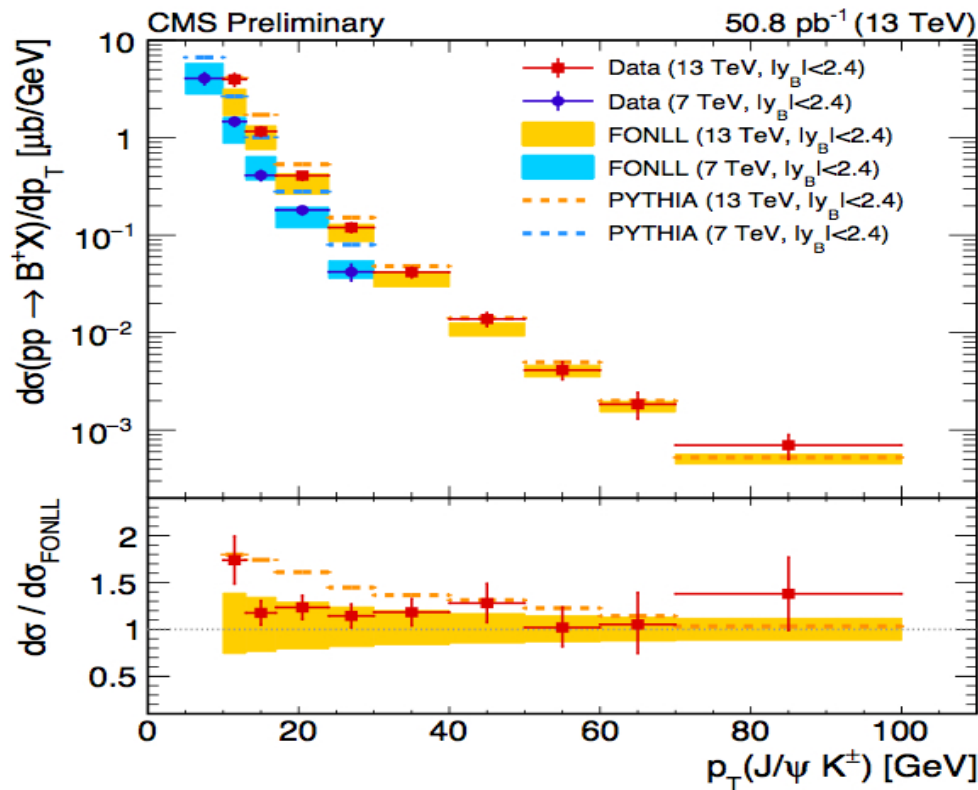 CMS Preliminary 50.8 pb⁻¹ (13 TeV)
dσ(pp → B⁺X)/dp_T [μb/GeV]
10
1
10⁻¹
10⁻²
10⁻³
Data (13 TeV, |y_B|<2.4)
Data (7 TeV, |y_B|<2.4)
FONLL (13 TeV, |y_B|<2.4)
FONLL (7 TeV, |y_B|<2.4)
PYTHIA (13 TeV, |y_B|<2.4)
PYTHIA (7 TeV, |y_B|<2.4)
dσ / dσ_FONLL
2
1.5
1
0.5
0 20 40 60 80 100
p_T(J/ψ K^±) [GeV]